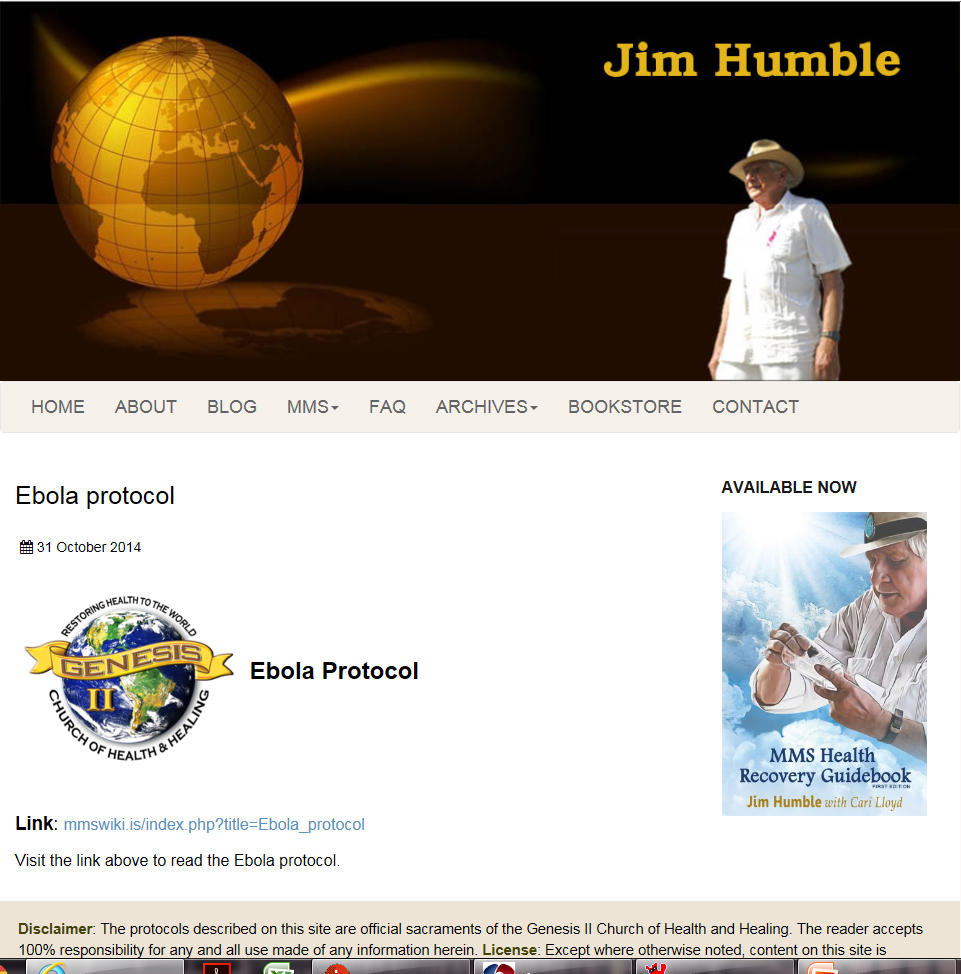 Jim Humble
HOME ABOUT BLOG MMS FAQ ARCHIVES BOOKSTORE CONTACT
Ebola protocol
31 October 2014
RESTORING HEALTH TO THE WORLD
GENESIS
II
CHURCH OF HEALTH & HEALING
Ebola Protocol
Link: mmswiki.is/index.php?title=Ebola_protocol
Visit the link above to read the Ebola protocol.
AVAILABLE NOW
MMS Health
Recovery Guidebook
FIRST EDITION
Jim Humble with Cari Lloyd
Disclaimer: The protocols described on this site are official sacraments of the Genesis II Church of Health and Healing. The reader accepts
100% responsibility for any and all use made of any information herein. License: Except where otherwise noted, content on this site is